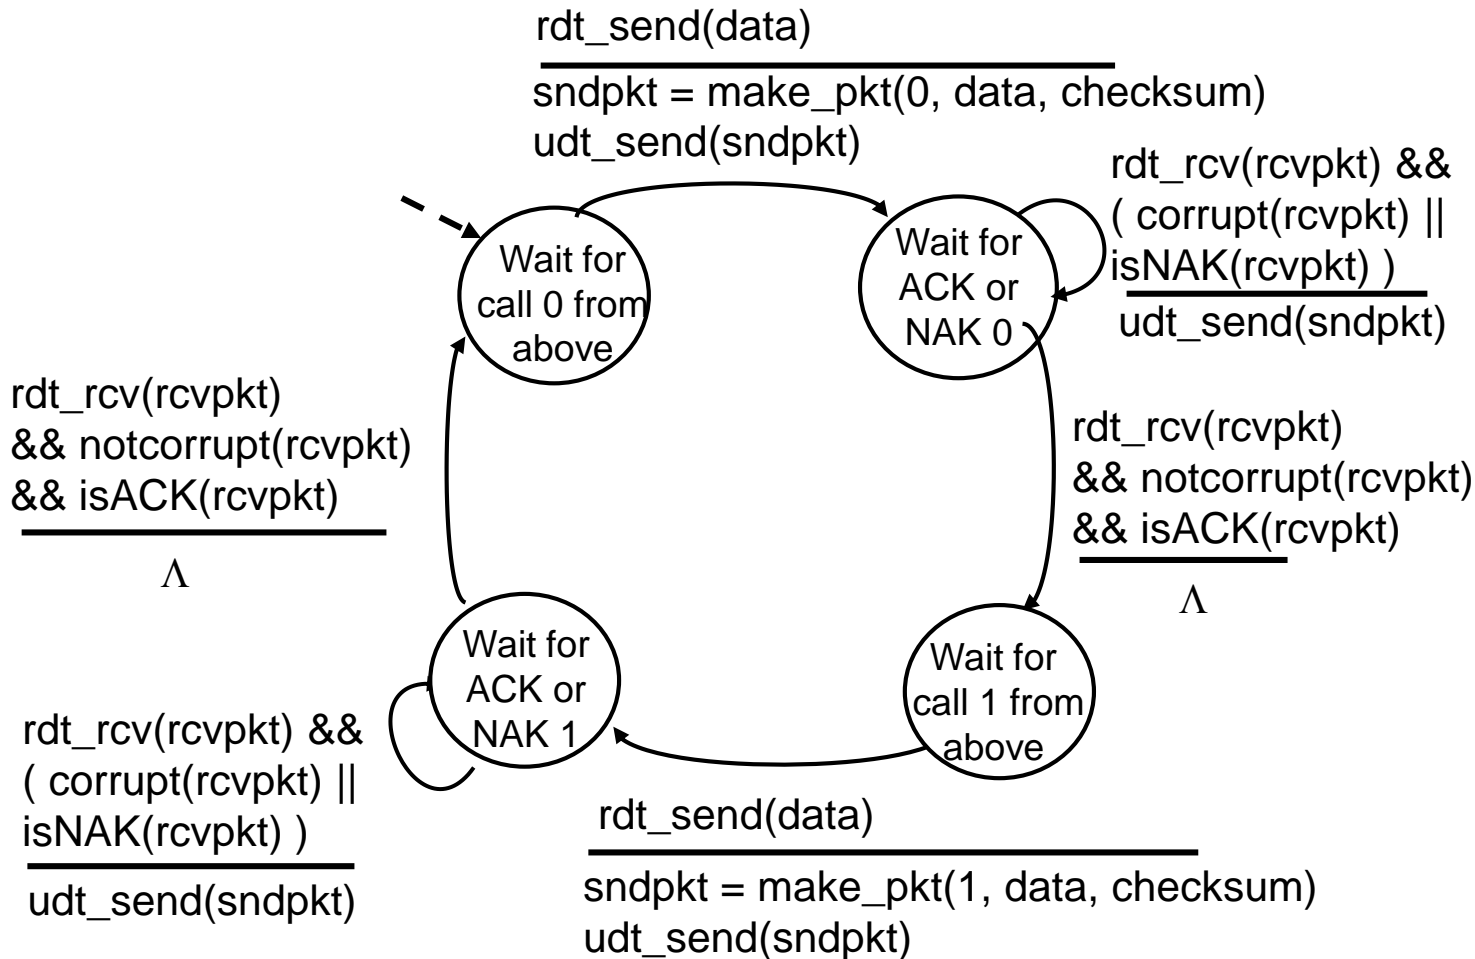 rdt_send(data)
sndpkt = make_pkt(0, data, checksum)
udt_send(sndpkt)
rdt_rcv(rcvpkt) &&
( corrupt(rcvpkt) ||
isNAK(rcvpkt) )
udt_send(sndpkt)
Wait for
call 0 from
above
Wait for
ACK or
NAK 0
rdt_rcv(rcvpkt)
&& notcorrupt(rcvpkt)
&& isACK(rcvpkt)
Λ
rdt_rcv(rcvpkt)
&& notcorrupt(rcvpkt)
&& isACK(rcvpkt)
Λ
Wait for
ACK or
NAK 1
Wait for
call 1 from
above
rdt_rcv(rcvpkt) &&
( corrupt(rcvpkt) ||
isNAK(rcvpkt) )
udt_send(sndpkt)
rdt_send(data)
sndpkt = make_pkt(1, data, checksum)
udt_send(sndpkt)